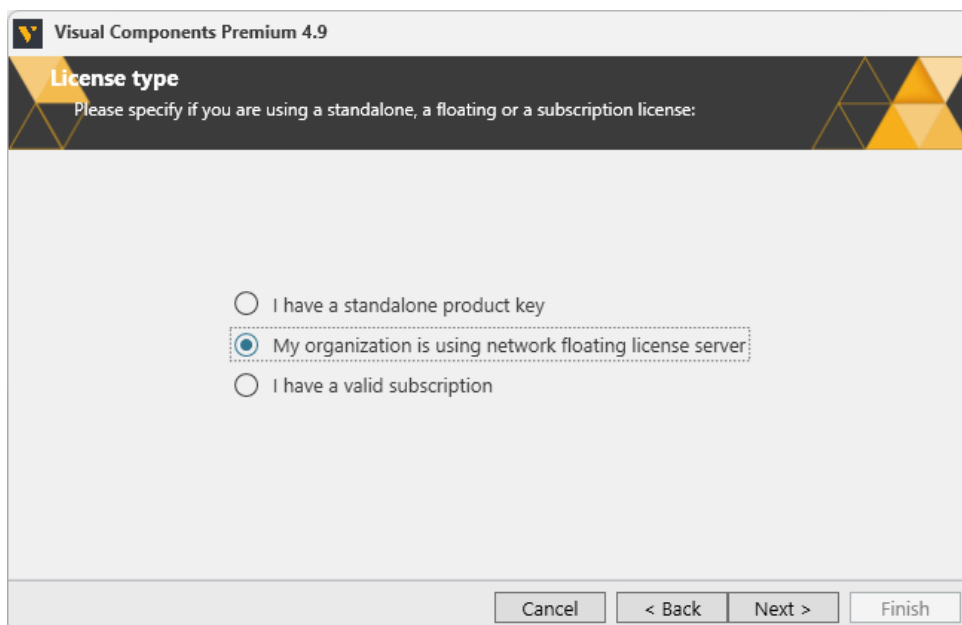 Visual Components Premium 4.9
License type
Please specify if you are using a standalone, a floating or a subscription license:
I have a standalone product key
My organization is using network floating license server
I have a valid subscription
Cancel < Back Next > Finish